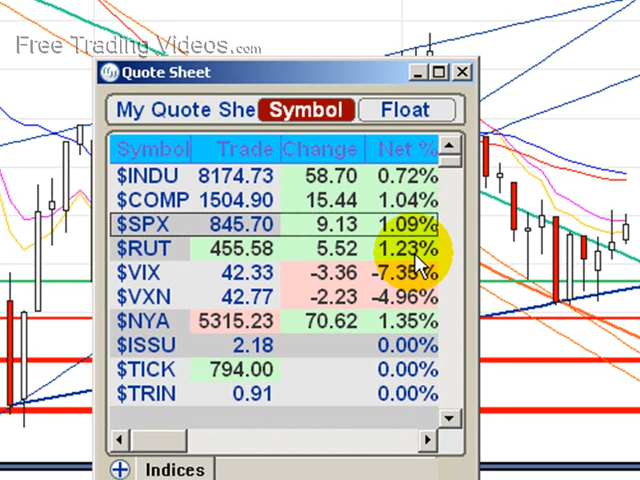 Free Trading Videos.com
Quote Sheet
My Quote She Symbol Float
Symbol Trade Change Net %
$INDU 8174.73 58.70 0.72%
$COMP 1504.90 15.44 1.04%
$SPX 845.70 9.13 1.09%
$RUT 455.58 5.52 1.23%
$VIX 42.33 -3.36 -7.35%
$VXN 42.77 -2.23 -4.96%
$NYA 5315.23 70.62 1.35%
$ISSU 2.18 0.00%
$TICK 794.00 0.00%
$TRIN 0.91 0.00%
Indices